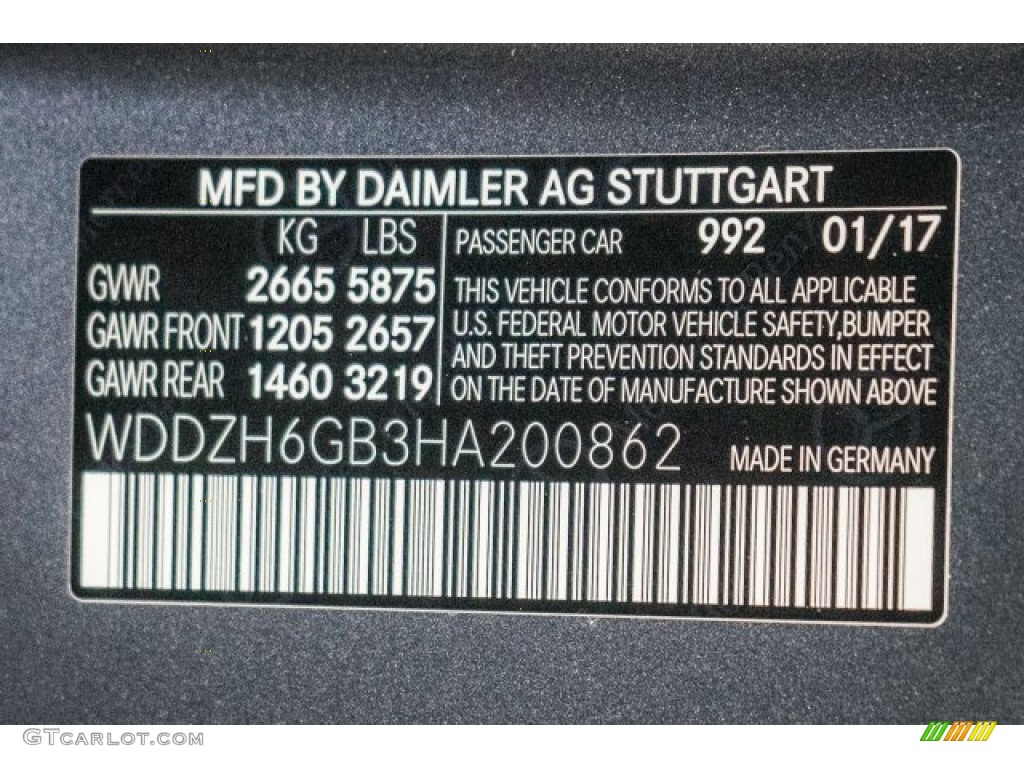 MFD BY DAIMLER AG STUTTGART
KG LBS
GVWR 2665 5875
GAWR FRONT 1205 2657
GAWR REAR 1460 3219
PASSENGER CAR 992 01/17
THIS VEHICLE CONFORMS TO ALL APPLICABLE
U.S. FEDERAL MOTOR VEHICLE SAFETY,BUMPER
AND THEFT PREVENTION STANDARDS IN EFFECT
ON THE DATE OF MANUFACTURE SHOWN ABOVE
WDDZH6GB3HA200862
MADE IN GERMANY
GTCARLOT.COM